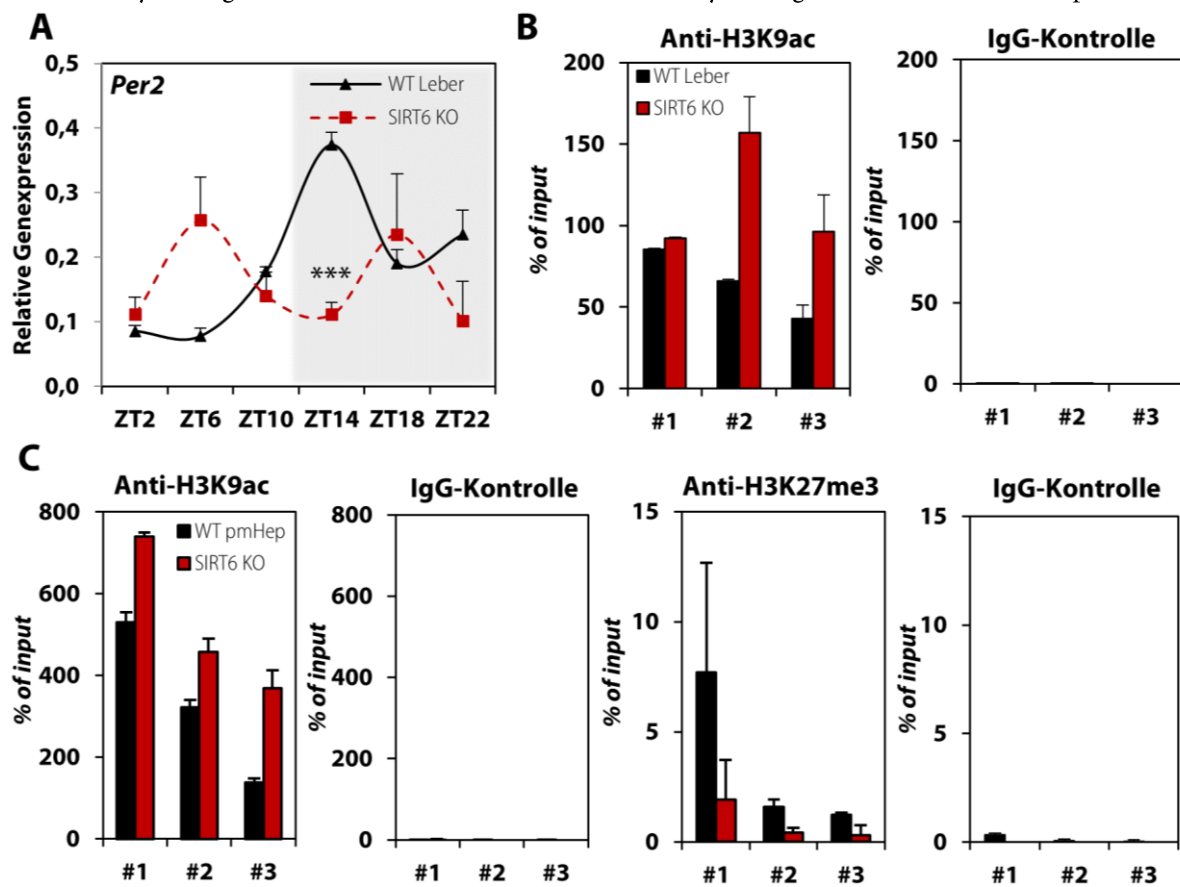 A
Per2
WT Leber
SIRT6 KO
0,5
0,4
0,3
0,2
0,1
0,0
Relative Genexpression
***
ZT2 ZT6 ZT10 ZT14 ZT18 ZT22
B
Anti-H3K9ac
WT Leber
SIRT6 KO
200
150
100
50
0
% of input
#1 #2 #3
IgG-Kontrolle
200
150
100
50
0
% of input
#1 #2 #3
C
Anti-H3K9ac
WT pmHep
SIRT6 KO
800
600
400
200
0
% of input
#1 #2 #3
IgG-Kontrolle
800
600
400
200
0
% of input
#1 #2 #3
Anti-H3K27me3
15
10
5
0
% of input
#1 #2 #3
IgG-Kontrolle
15
10
5
0
% of input
#1 #2 #3